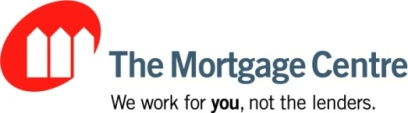 The Mortgage Centre
We work for you, not the lenders.